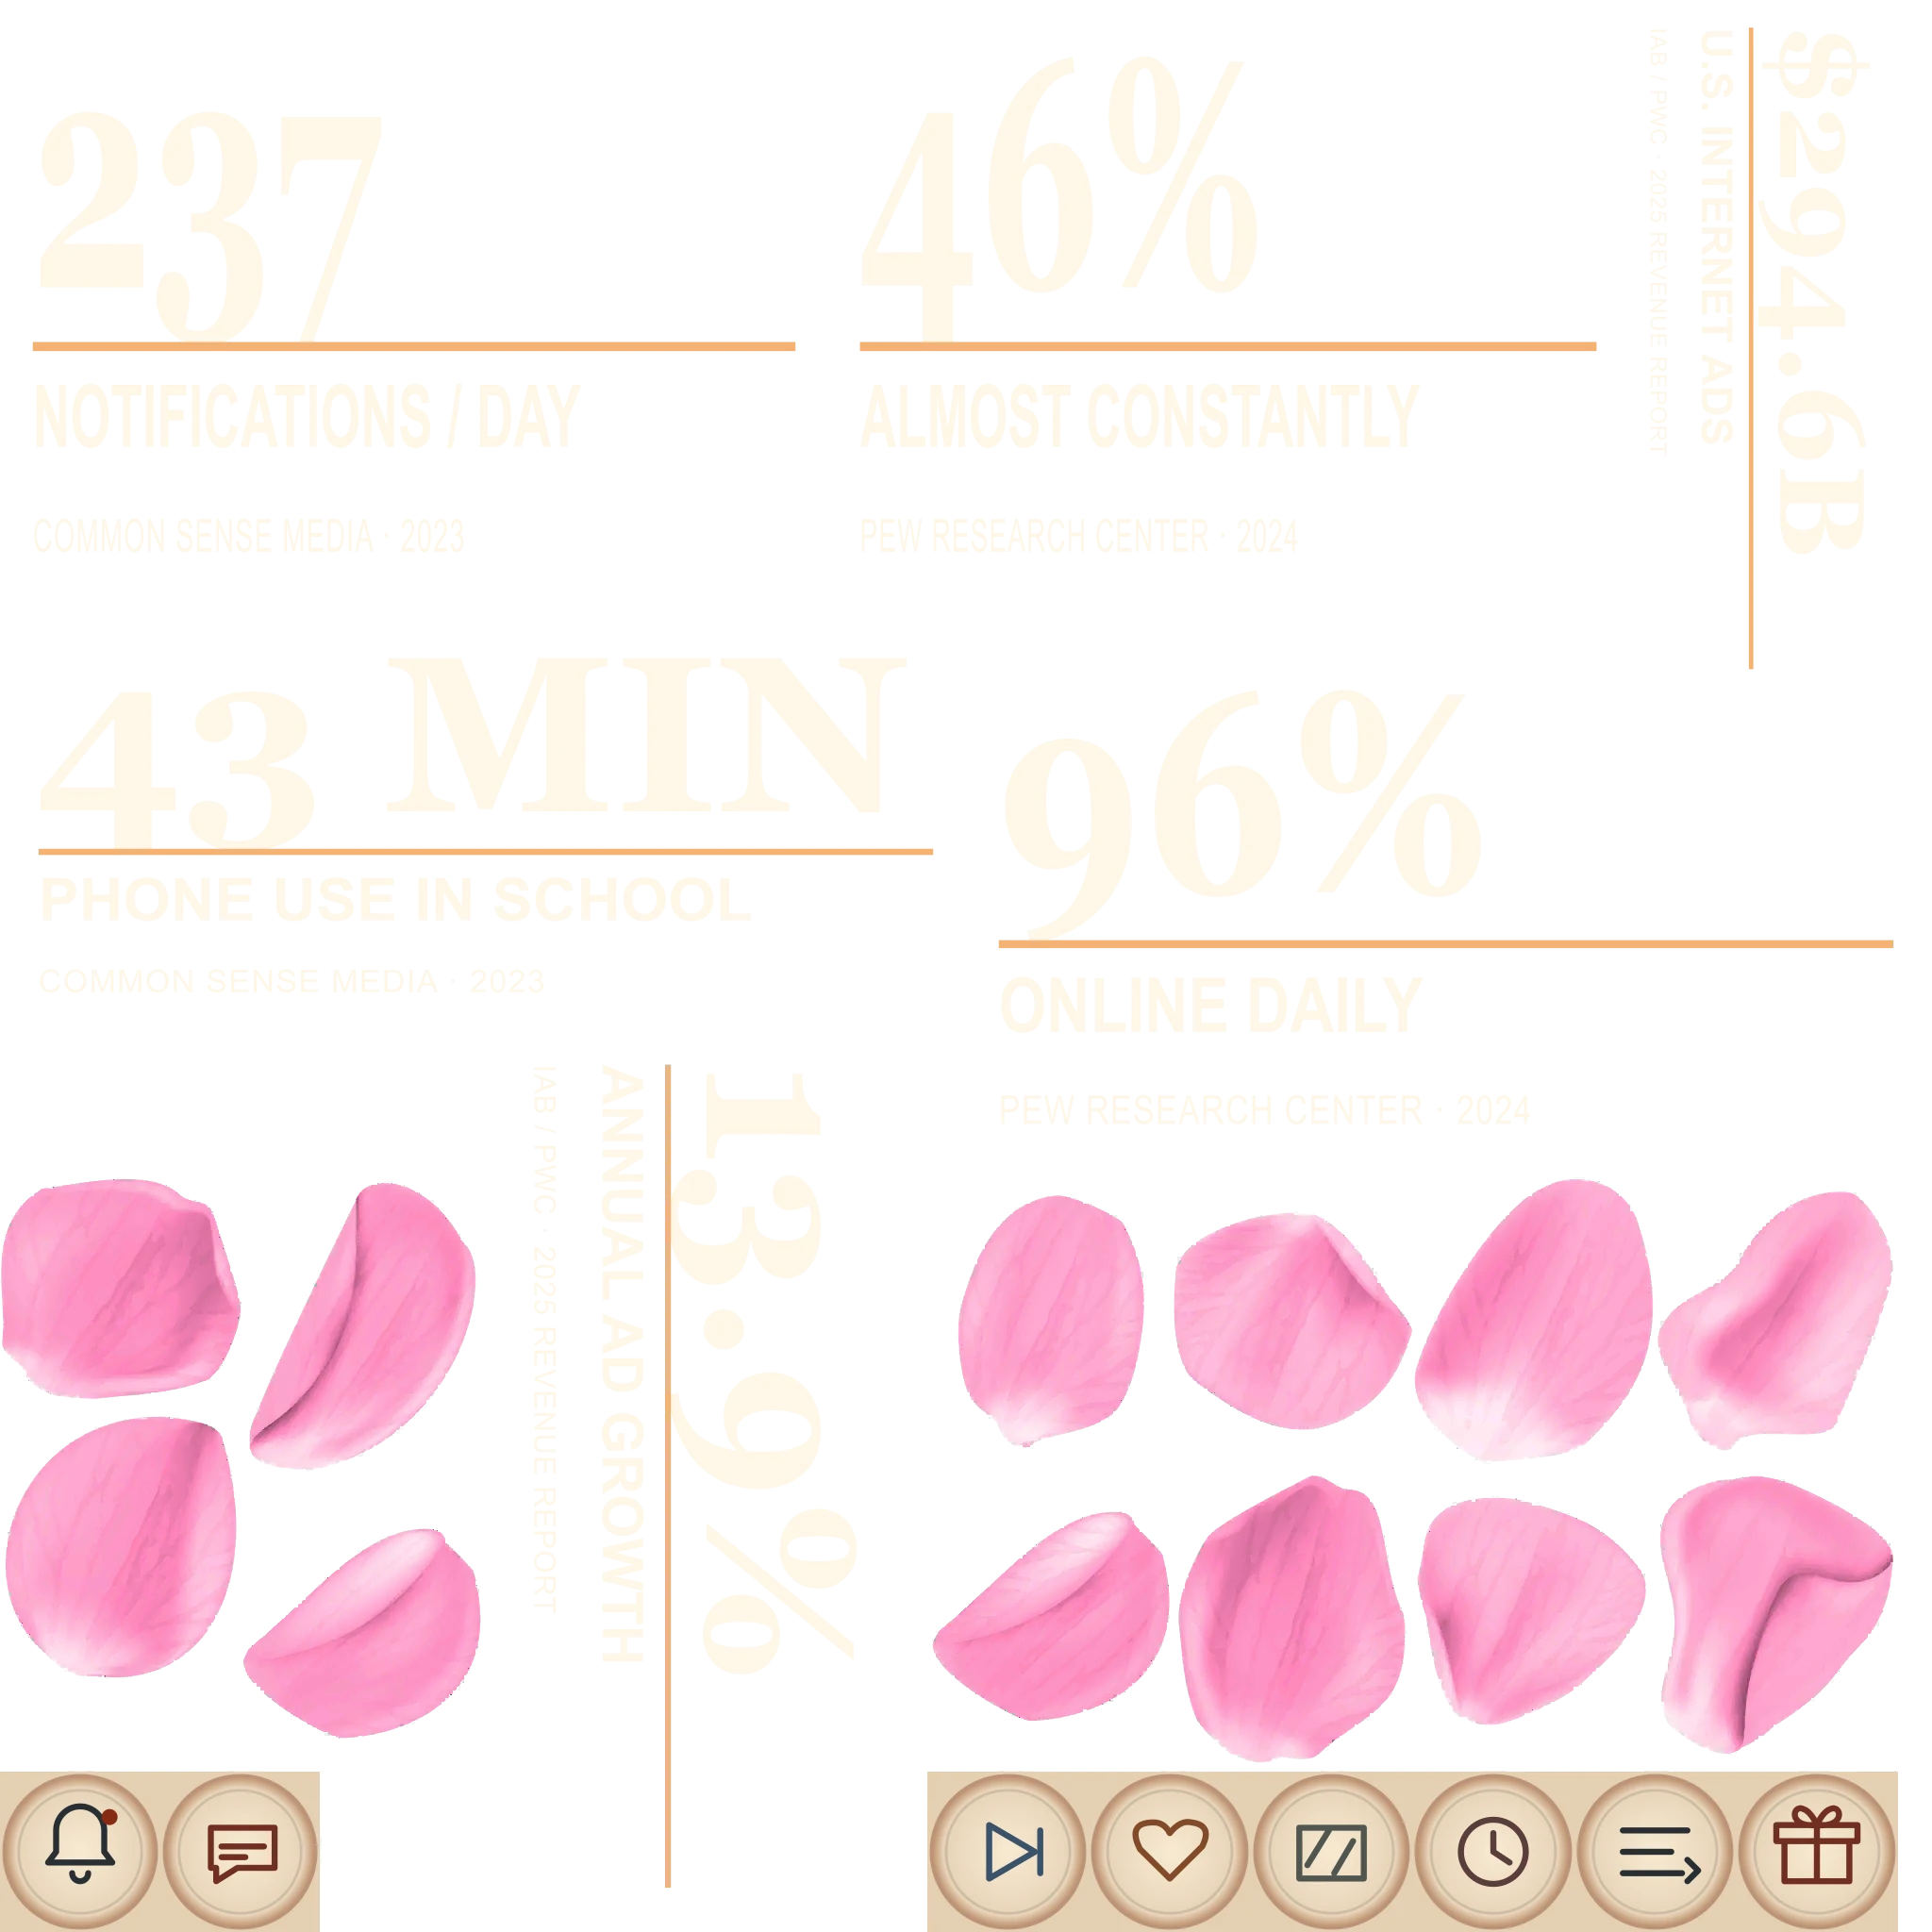 237
NOTIFICATIONS / DAY
COMMON SENSE MEDIA · 2023
46%
ALMOST CONSTANTLY
PEW RESEARCH CENTER · 2024
$294.6B
U.S. INTERNET ADS
IAB / PWC · 2025 REVENUE REPORT
43 MIN
PHONE USE IN SCHOOL
COMMON SENSE MEDIA · 2023
96%
ONLINE DAILY
PEW RESEARCH CENTER · 2024
13.9%
ANNUAL AD GROWTH
IAB / PWC · 2025 REVENUE REPORT